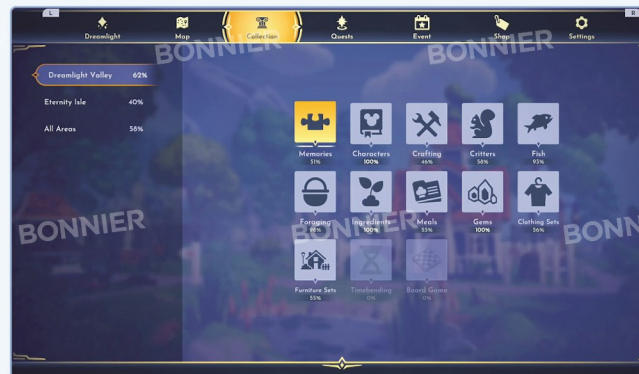 L
R
Dreamlight Map Collection Quests Event Shop Settings
BONNIER BONNIER
Dreamlight Valley 62%
Eternity Isle 40%
All Areas 58%
Memories Characters Crafting Critters Fish
51% 100% 46% 58% 93%
BONNIER BONNIER BONN
Foraging Ingredients Meals Gems Clothing Sets
98% 100% 53% 100% 36%
Furniture Sets Timebending Board Game
55% 0% 0%